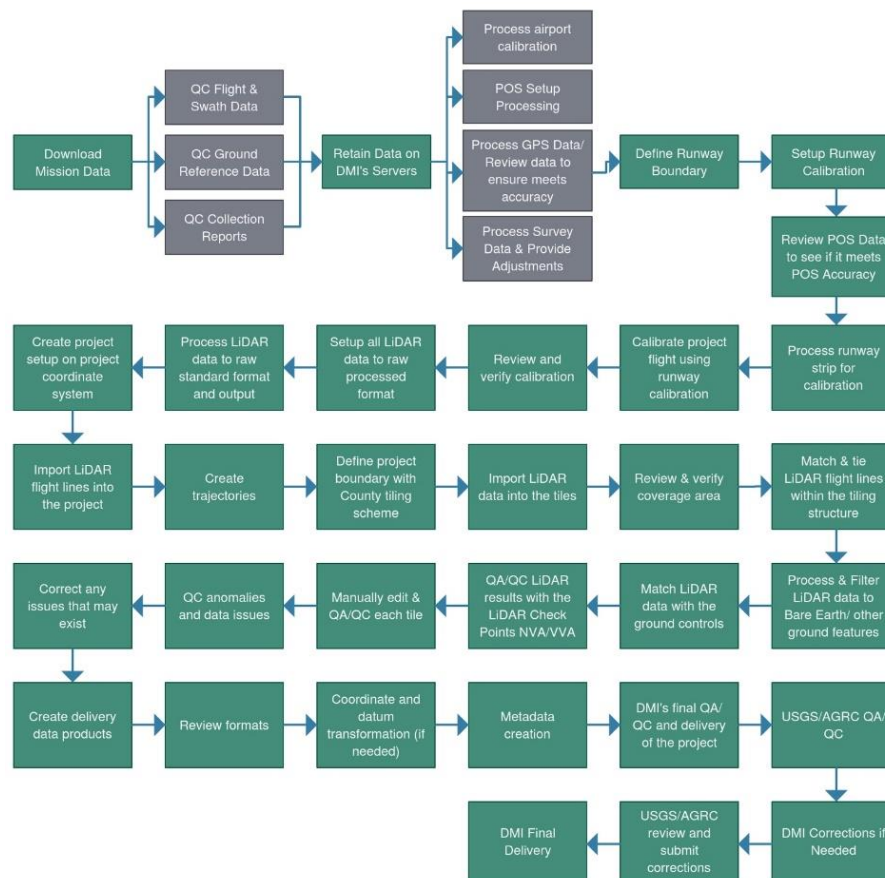 Download
Mission Data
QC Flight &
Swath Data
QC Ground
Reference Data
QC Collection
Reports
Retain Data on
DMI's Servers
Process airport
calibration
POS Setup
Processing
Process GPS Data/
Review data to
ensure meets
accuracy
Process Survey
Data & Provide
Adjustments
Define Runway
Boundary
Setup Runway
Calibration
Review POS Data
to see if it meets
POS Accuracy
Process runway
strip for
calibration
Calibrate project
flight using
runway
calibration
Review and
verify calibration
Setup all LiDAR
data to raw
processed
format
Process LiDAR
data to raw
standard format
and output
Create project
setup on project
coordinate
system
Import LiDAR
flight lines into
the project
Create
trajectories
Define project
boundary with
County tiling
scheme
Import LiDAR
data into the tiles
Review & verify
coverage area
Match & tie
LiDAR flight lines
within the tiling
structure
Process & Filter
LiDAR data to
Bare Earth/ other
ground features
Match LiDAR
data with the
ground controls
QA/QC LiDAR
results with the
LiDAR Check
Points NVA/VVA
Manually edit &
QA/QC each tile
QC anomalies
and data issues
Correct any
issues that may
exist
Create delivery
data products
Review formats
Coordinate and
datum
transformation (if
needed)
Metadata
creation
DMI's final QA/
QC and delivery
of the project
USGS/AGRC QA/
QC
DMI Corrections if
Needed
USGS/AGRC
review and
submit
corrections
DMI Final
Delivery